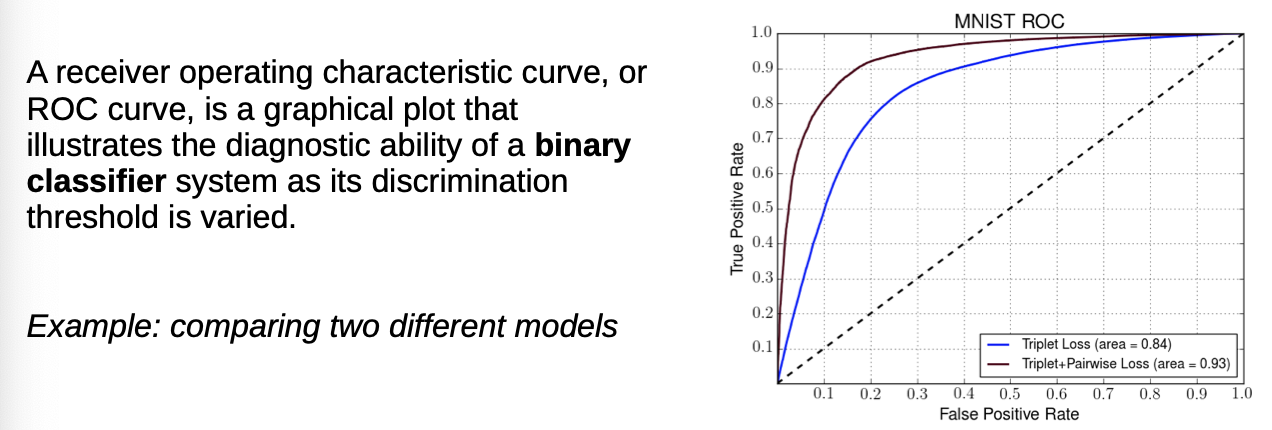 A receiver operating characteristic curve, or
ROC curve, is a graphical plot that
illustrates the diagnostic ability of a binary
classifier system as its discrimination
threshold is varied.
Example: comparing two different models
MNIST ROC
1.0
0.9
0.8
0.7
0.6
0.5
0.4
0.3
0.2
0.1
True Positive Rate
Triplet Loss (area = 0.84)
Triplet+Pairwise Loss (area = 0.93)
0.1 0.2 0.3 0.4 0.5 0.6 0.7 0.8 0.9 1.0
False Positive Rate